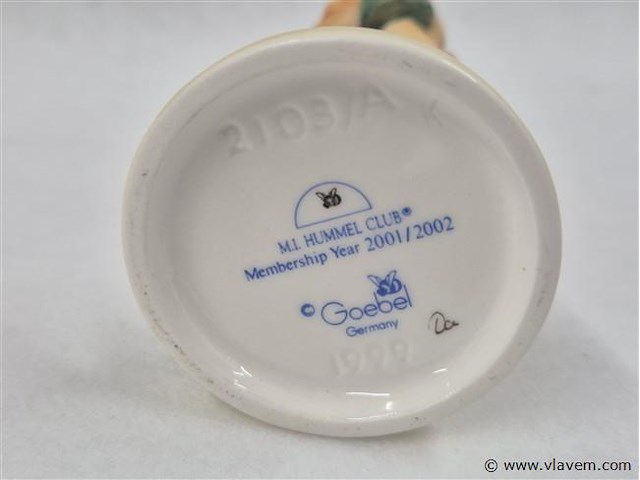 2103/A
M.I. HUMMEL CLUB®
Membership Year 2001/2002
© Goebel
Germany
1999
© www.vlavem.com